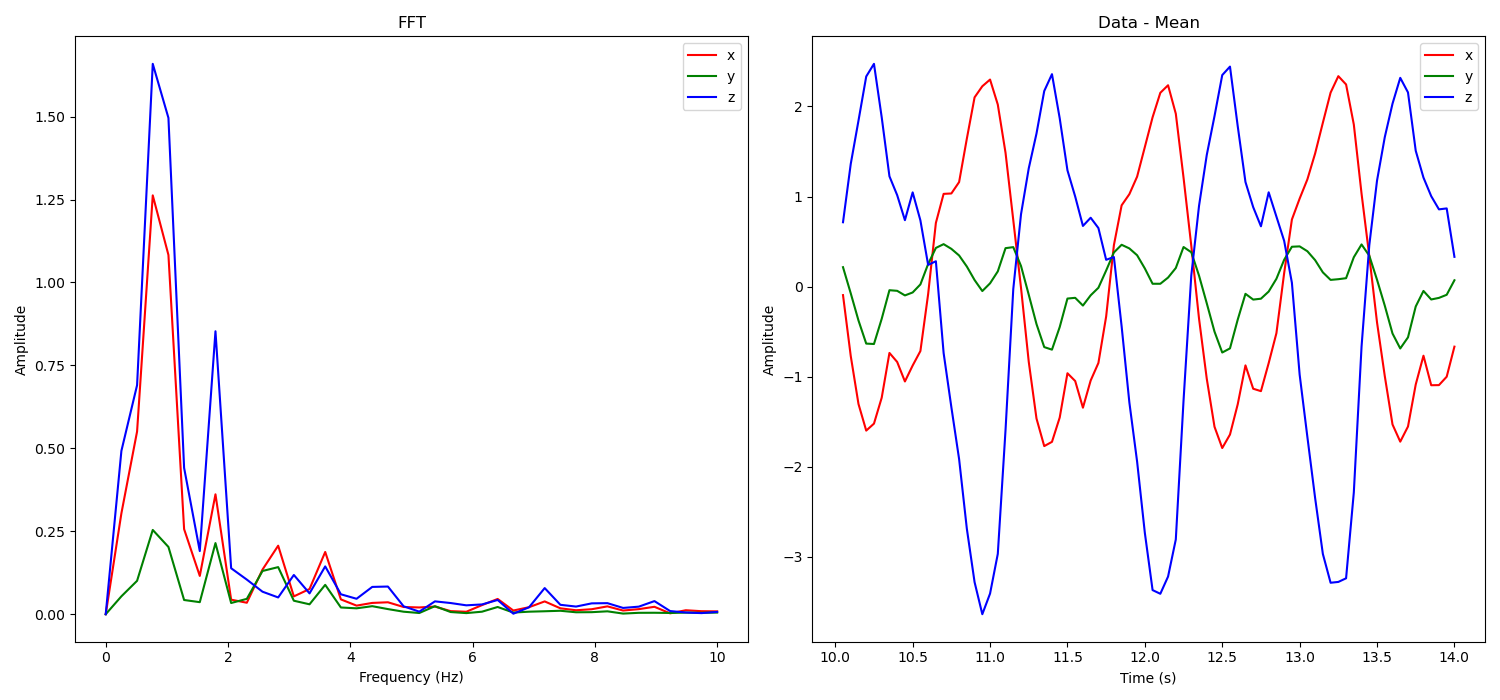 FFT
Amplitude
1.50
1.25
1.00
0.75
0.50
0.25
0.00
0 2 4 6 8 10
Frequency (Hz)
x
y
z
Data - Mean
Amplitude
2
1
0
−1
−2
−3
10.0 10.5 11.0 11.5 12.0 12.5 13.0 13.5 14.0
Time (s)
x
y
z